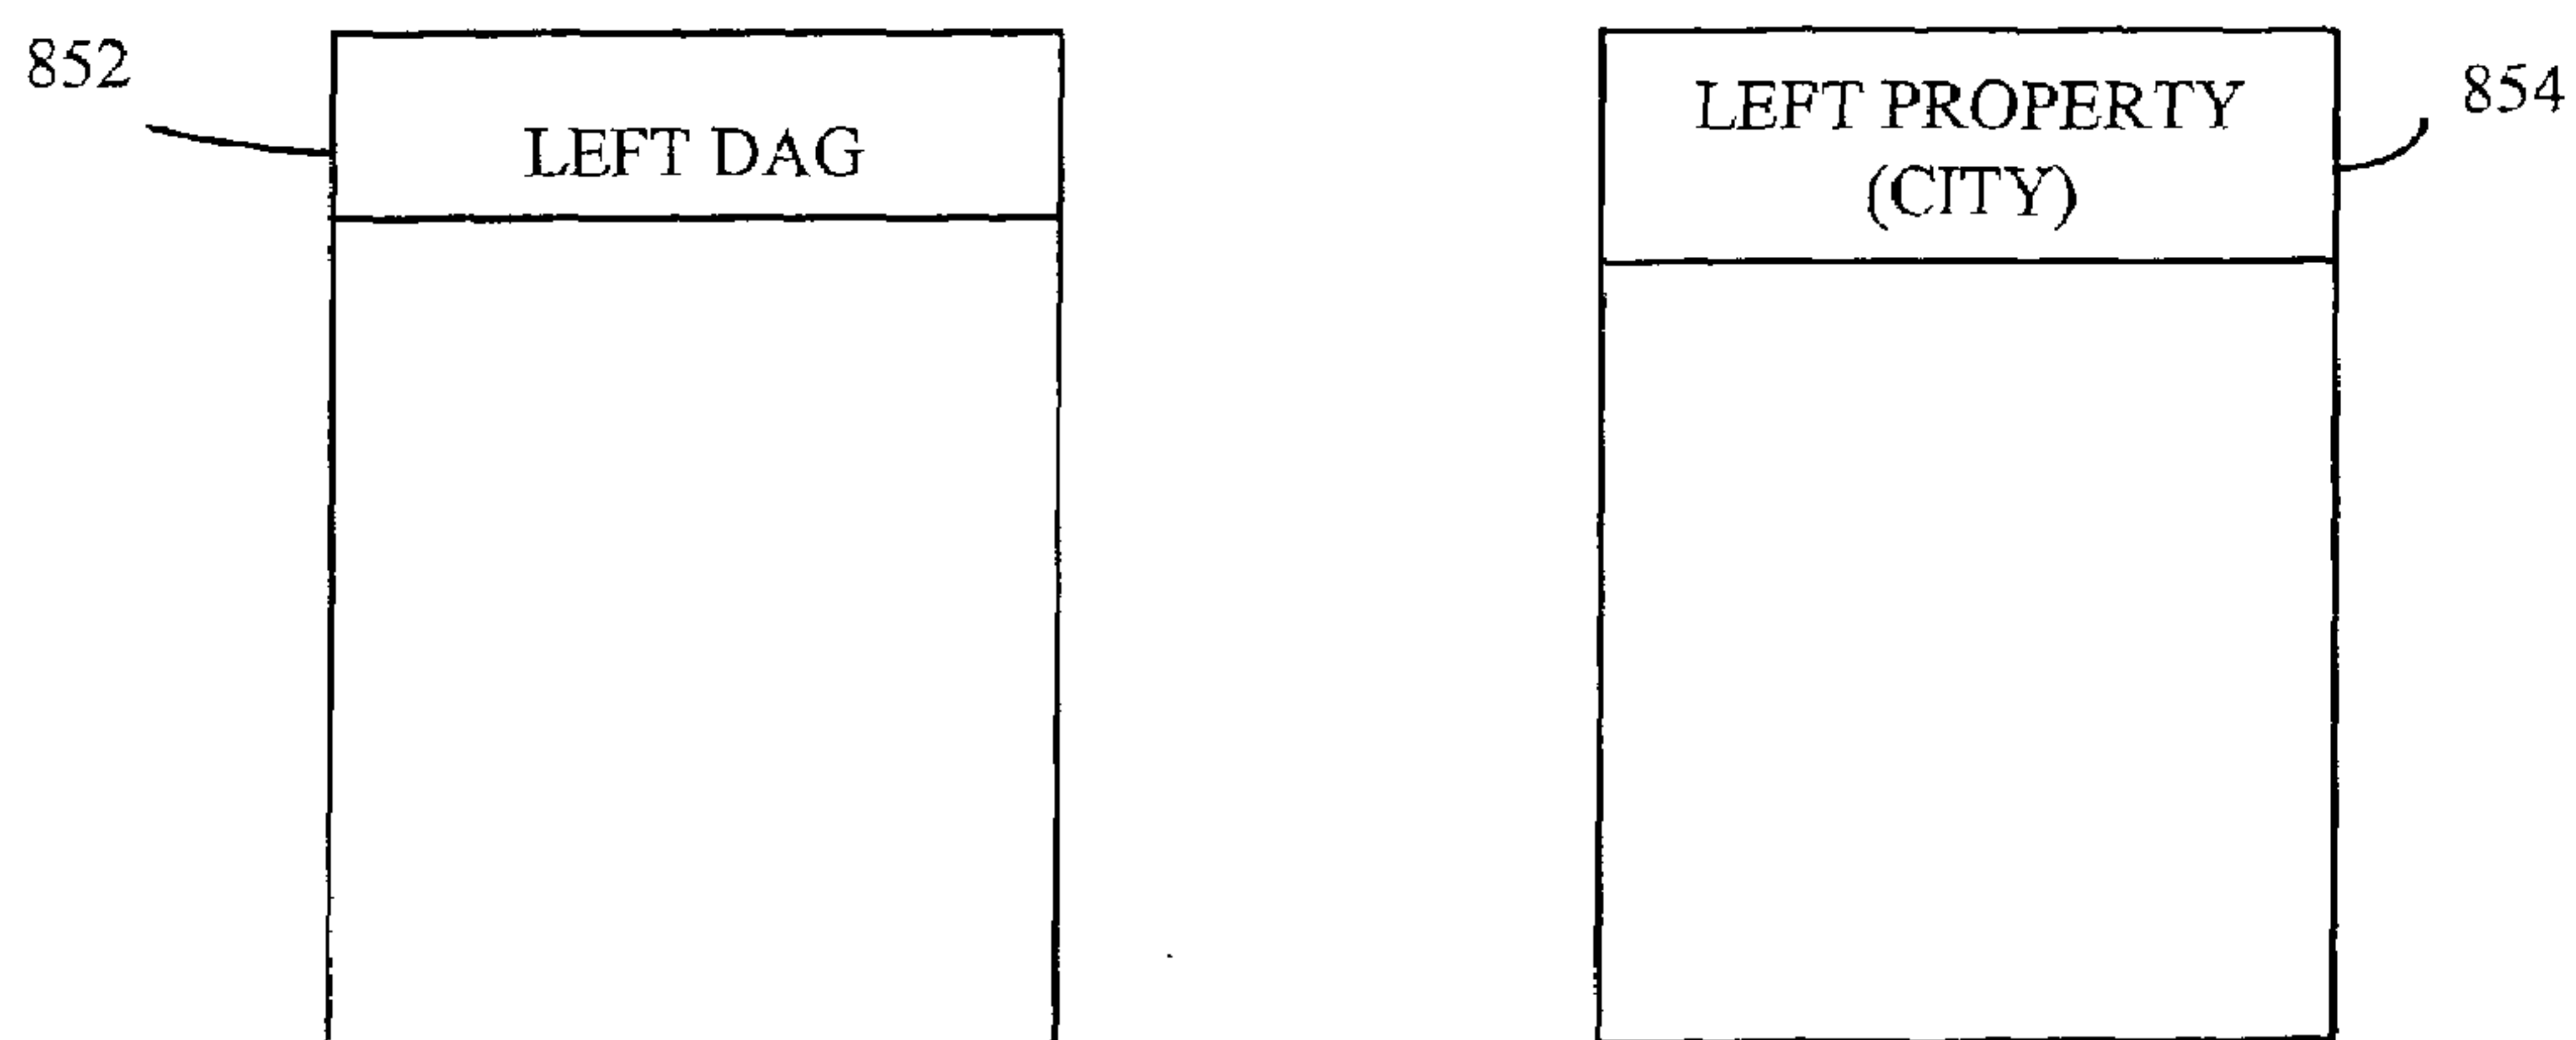 852
LEFT DAG
LEFT PROPERTY
(CITY)
854